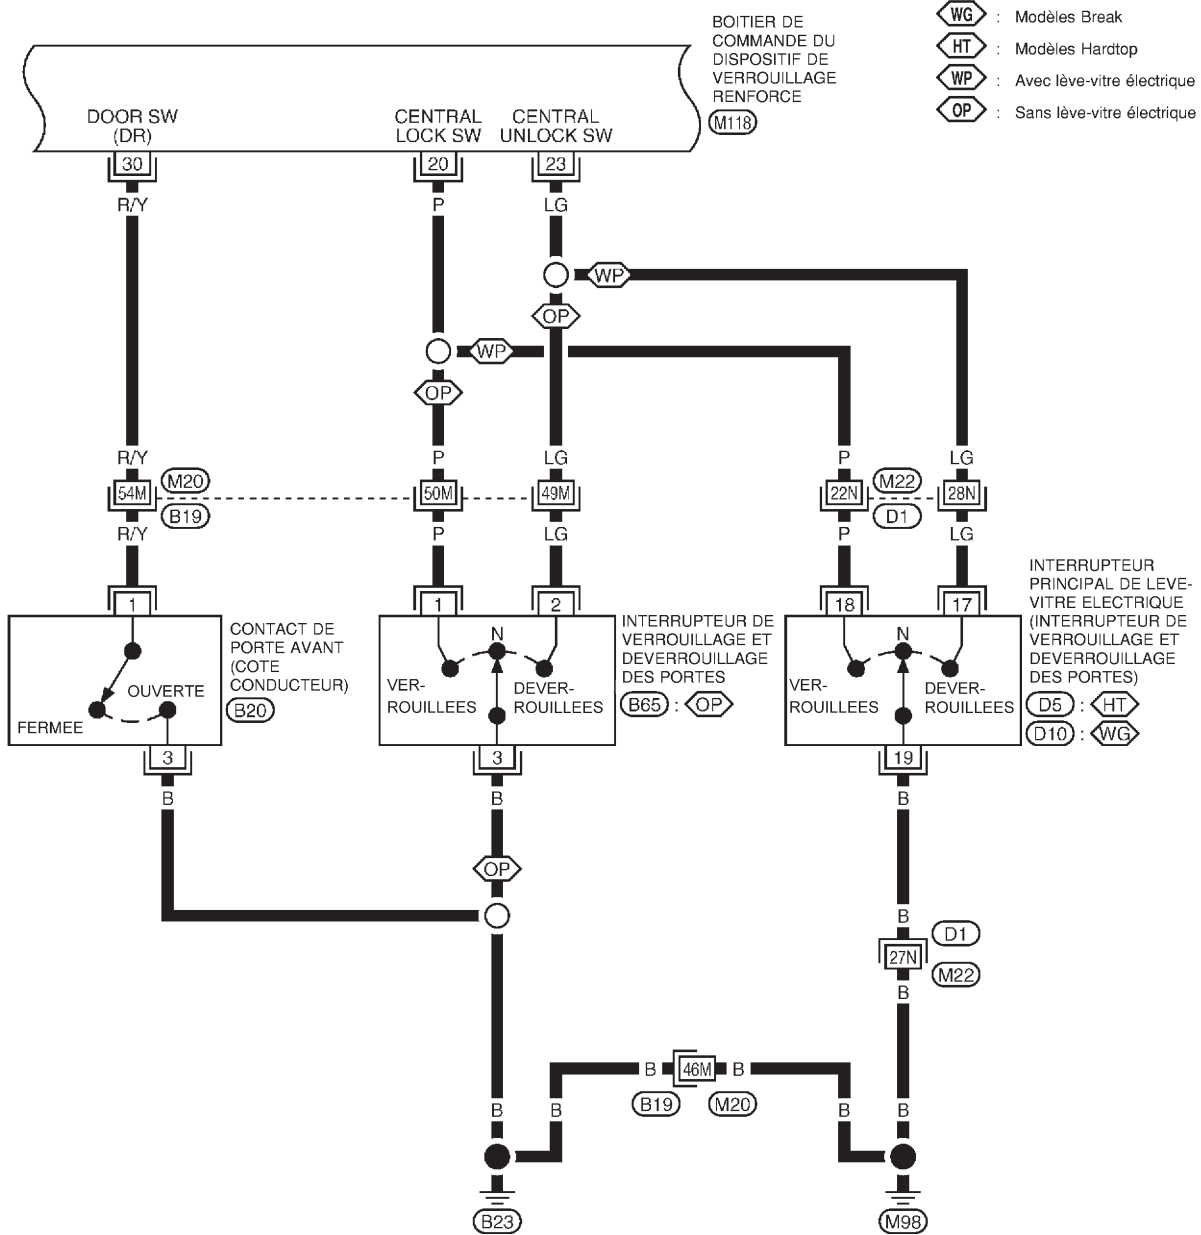 BOITIER DE
COMMANDE DU
DISPOSITIF DE
VERROUILLAGE
RENFORCE
M118
WG : Modèles Break
HT : Modèles Hardtop
WP : Avec lève-vitre électrique
OP : Sans lève-vitre électrique
DOOR SW
(DR)
CENTRAL
LOCK SW
CENTRAL
UNLOCK SW
30 20 23
R/Y P LG
WP
OP
WP
OP
R/Y P LG P LG
54M M20 50M 49M 22N M22 28N
B19 D1
R/Y P LG P LG
1 1 2 18 17
CONTACT DE
PORTE AVANT
(COTE
CONDUCTEUR)
B20
OUVERTE
FERMEE
N
VER-
ROUILLEES
DEVER-
ROUILLEES
INTERRUPTEUR DE
VERROUILLAGE ET
DEVERROUILLAGE
DES PORTES
B65 : OP
N
VER-
ROUILLEES
DEVER-
ROUILLEES
INTERRUPTEUR
PRINCIPAL DE LEVE-
VITRE ELECTRIQUE
(INTERRUPTEUR DE
VERROUILLAGE ET
DEVERROUILLAGE
DES PORTES)
D5 : HT
D10 : WG
3 3 19
B B B
OP
B
D1
27N
M22
B
B 46M B
B19 M20
B B B B
B23 M98